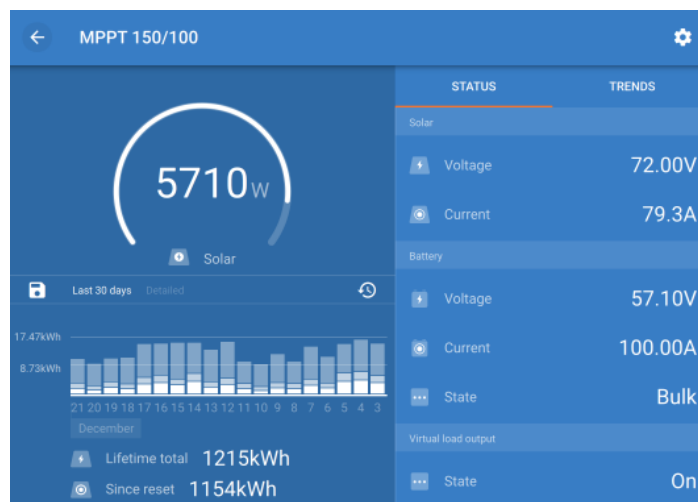 MPPT 150/100
5710W
Solar
Last 30 days Detailed
17.47kWh
8.73kWh
21 20 19 18 17 16 15 14 13 12 11 10 9 8 7 6 5 4 3
December
Lifetime total 1215kWh
Since reset 1154kWh
STATUS TRENDS
Solar
Voltage 72.00V
Current 79.3A
Battery
Voltage 57.10V
Current 100.00A
State Bulk
Virtual load output
State On